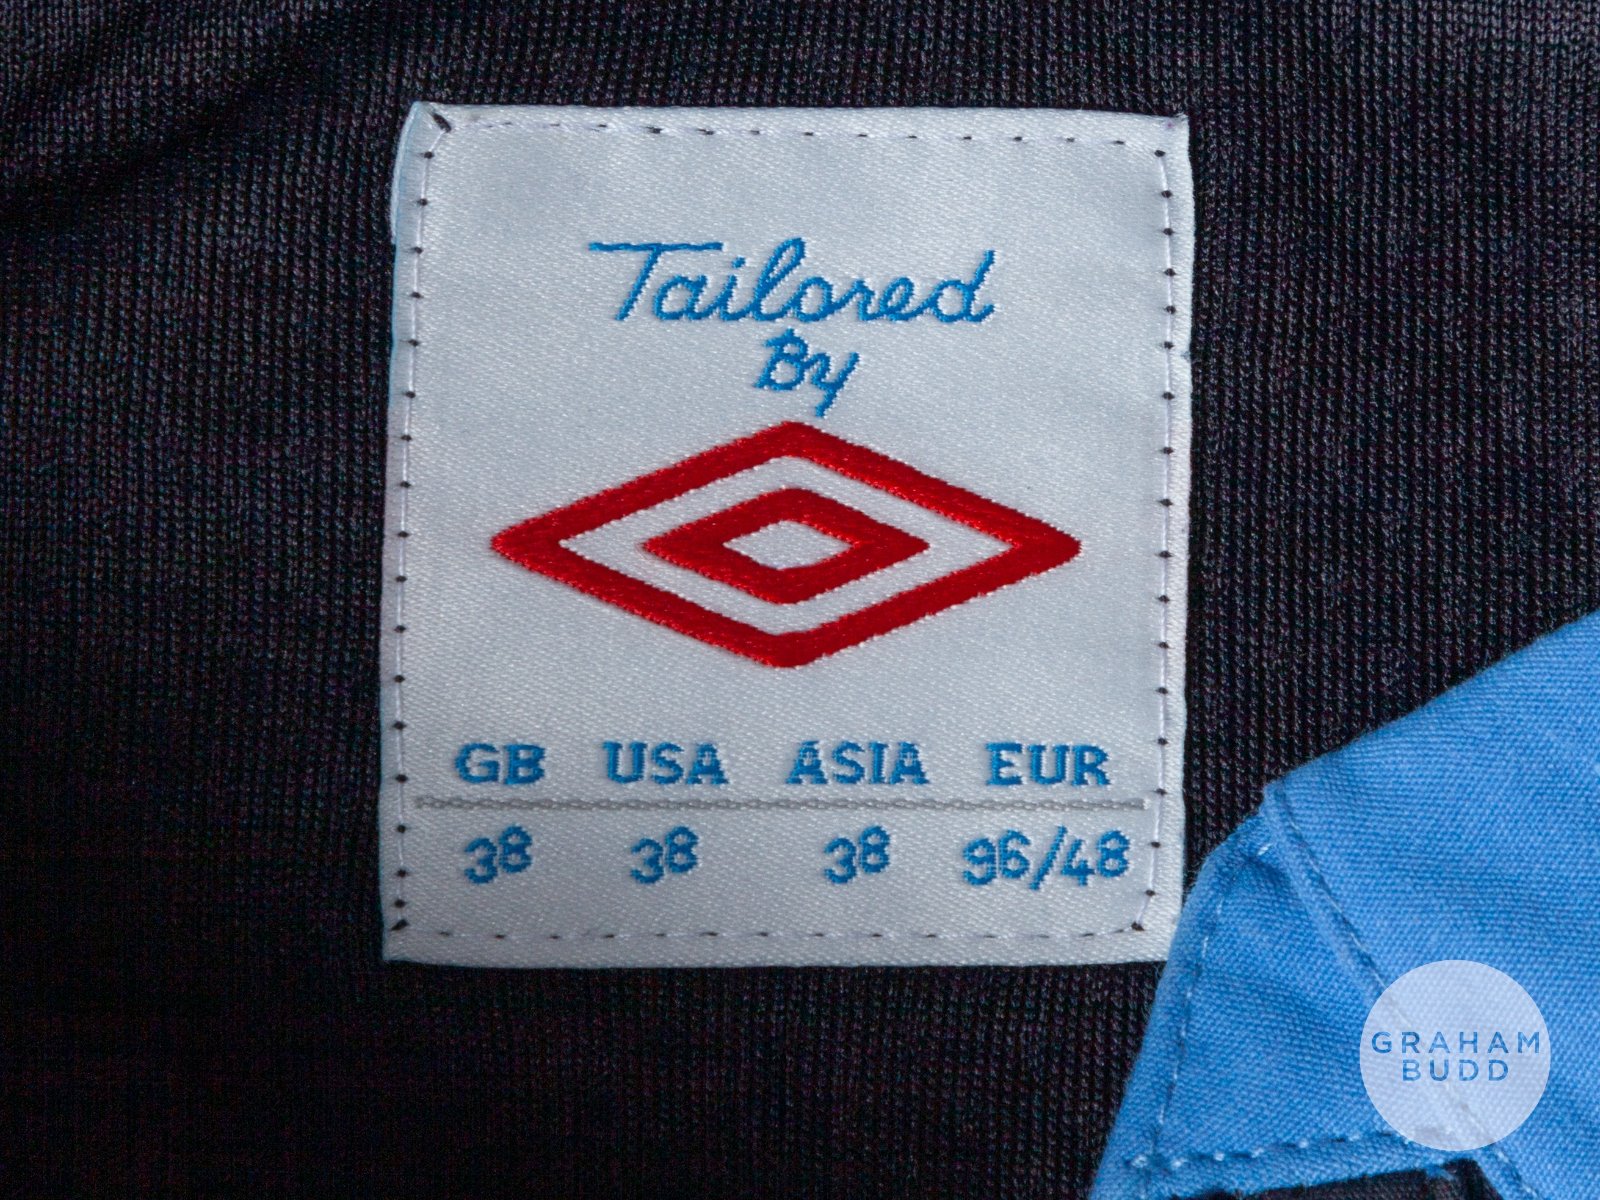 Tailored
By
GB USA ASIA EUR
38 38 38 96/48
GRAHAM
BUDD